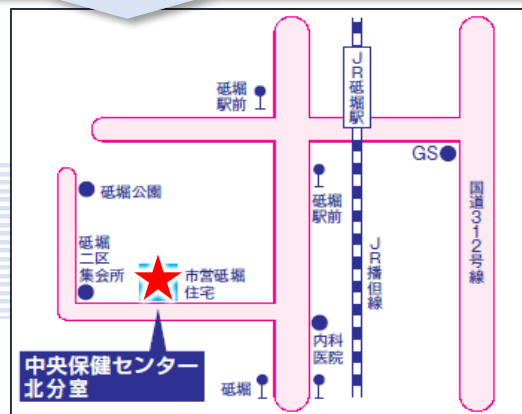 JR砥堀駅
砥堀
駅前
GS
砥堀公園
砥堀
駅前
国道312号線
砥堀
二区
集会所
市営砥堀
住宅
JR播但線
内科
医院
中央保健センター
北分室
砥堀